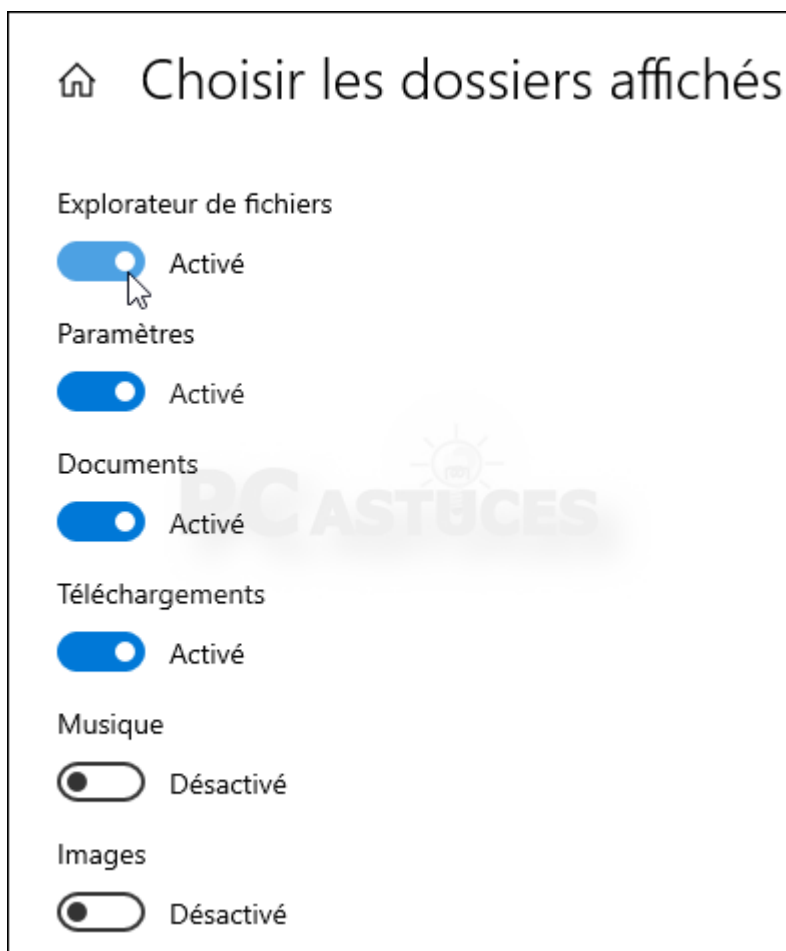 Choisir les dossiers affichés
Explorateur de fichiers
Activé
Paramètres
Activé
Documents
Activé
PC ASTUCES
Téléchargements
Activé
Musique
Désactivé
Images
Désactivé